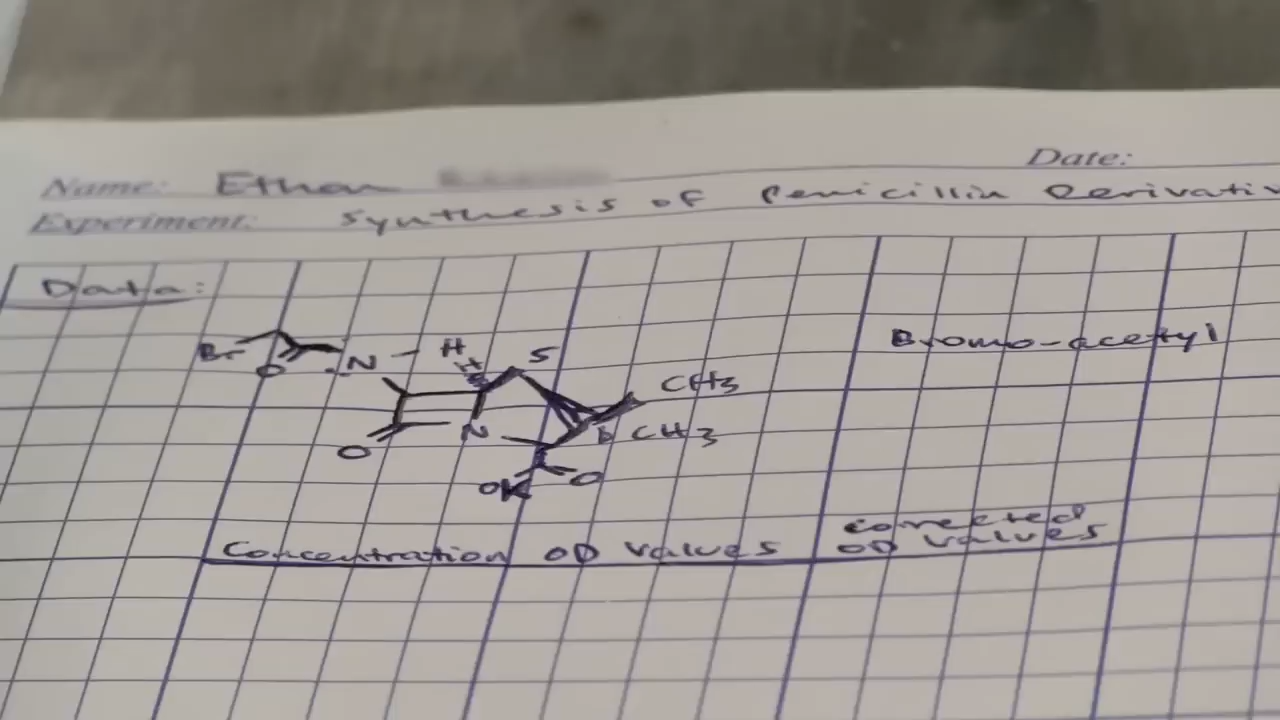 Name: Ethan
Date:
Experiment: Synthesis of Penicillin Derivativ
Data:
Bromo-acetyl
Br O N H H S CH3
O N CH3
OK O
Concentration OD values corrected OD values